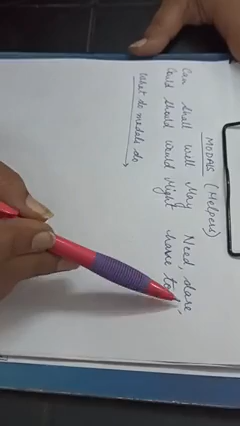 MODALS (Helpers)
Can shall will May Need, dare,
Could should Would Might have to
What do modals do